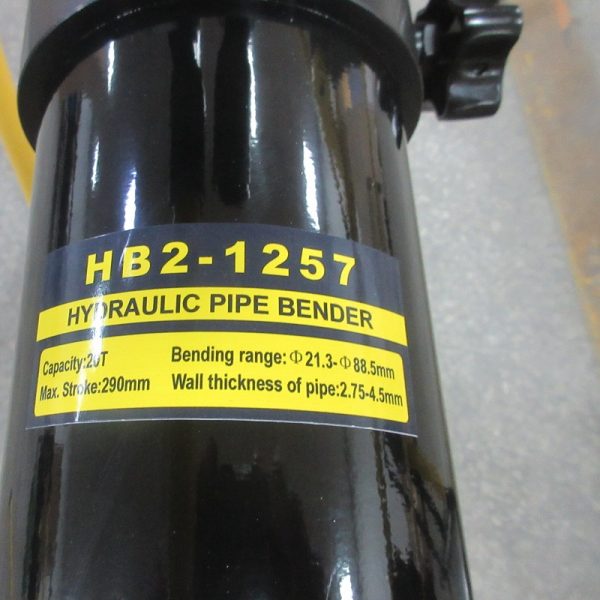 HB2-1257
HYDRAULIC PIPE BENDER
Capacity:20T Bending range:Φ21.3-Φ88.5mm
Max. Stroke:290mm Wall thickness of pipe:2.75-4.5mm